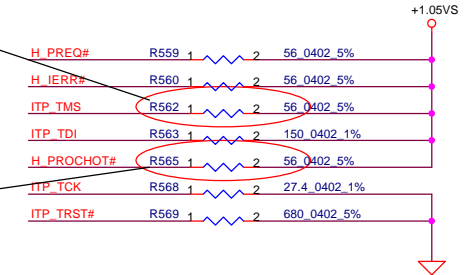 +1.05VS
H_PREQ# R559 1 2 56_0402_5%
H_IERR# R560 1 2 56_0402_5%
ITP_TMS R562 1 2 56_0402_5%
ITP_TDI R563 1 2 150_0402_1%
H_PROCHOT# R565 1 2 56_0402_5%
ITP_TCK R568 1 2 27.4_0402_1%
ITP_TRST# R569 1 2 680_0402_5%